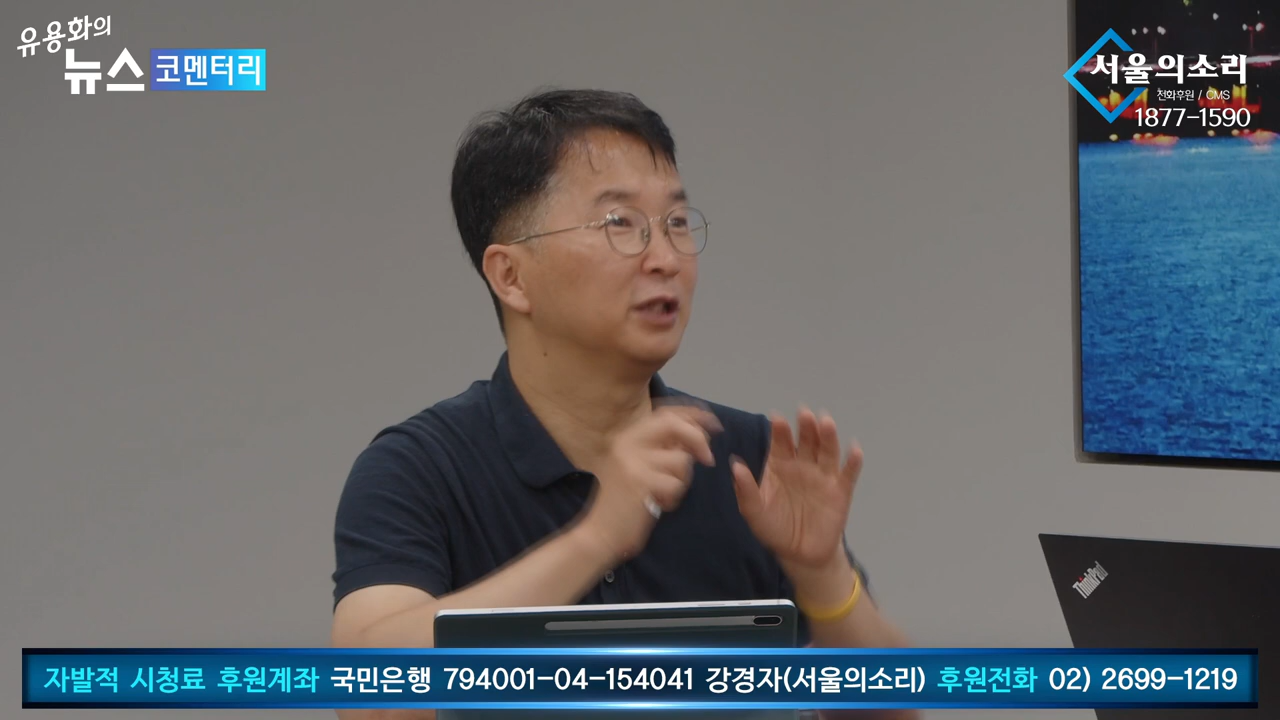 유용화의
뉴스 코멘터리
서울의소리
전화후원 / CMS
1877-1590
ThinkPad
자발적 시청료 후원계좌 국민은행 794001-04-154041 강경자(서울의소리) 후원전화 02) 2699-1219